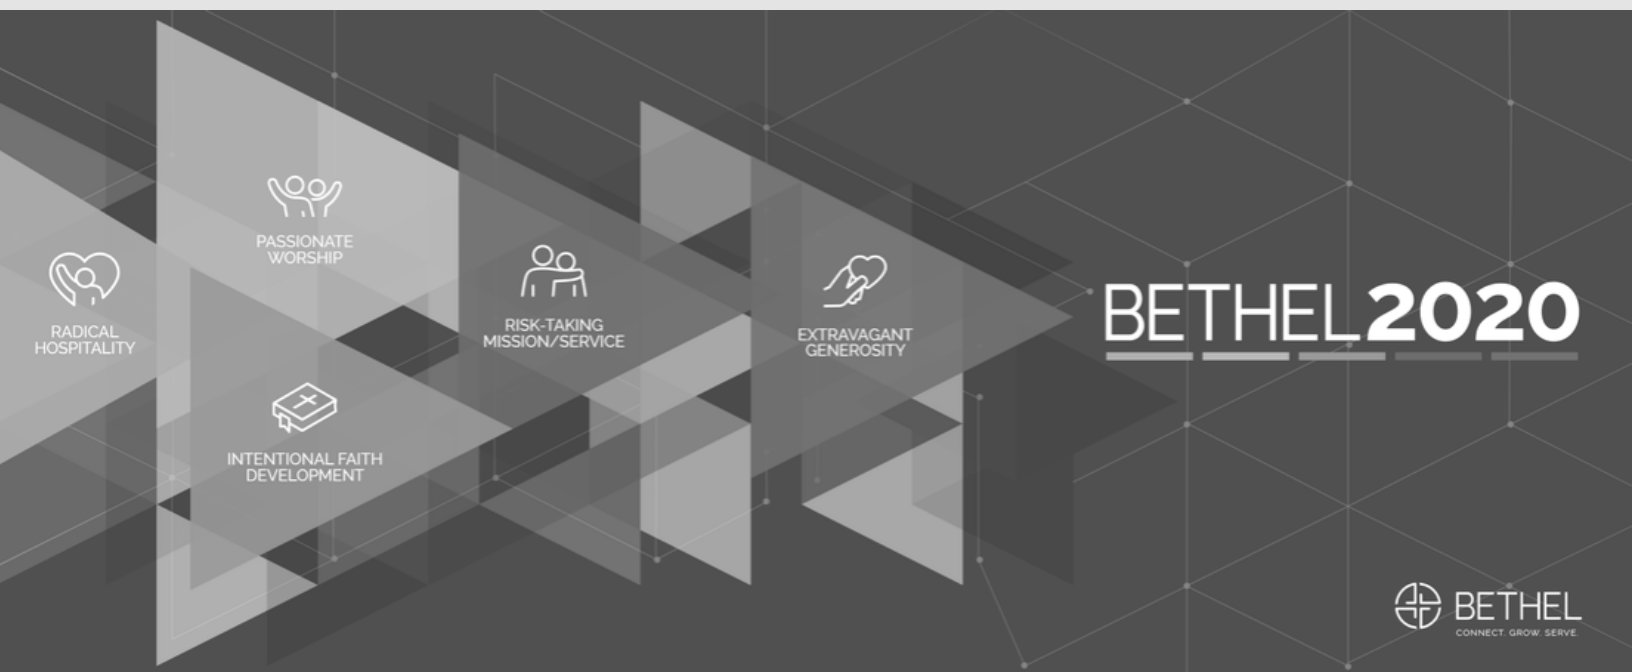 RADICAL
HOSPITALITY
PASSIONATE
WORSHIP
INTENTIONAL FAITH
DEVELOPMENT
RISK-TAKING
MISSION/SERVICE
EXTRAVAGANT
GENEROSITY
BETHEL2020
BETHEL
CONNECT. GROW. SERVE.